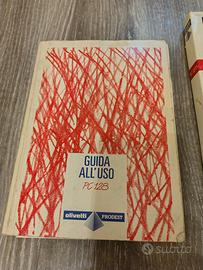 GUIDA
ALL'USO
PC 128
olivetti PRODEST
subito